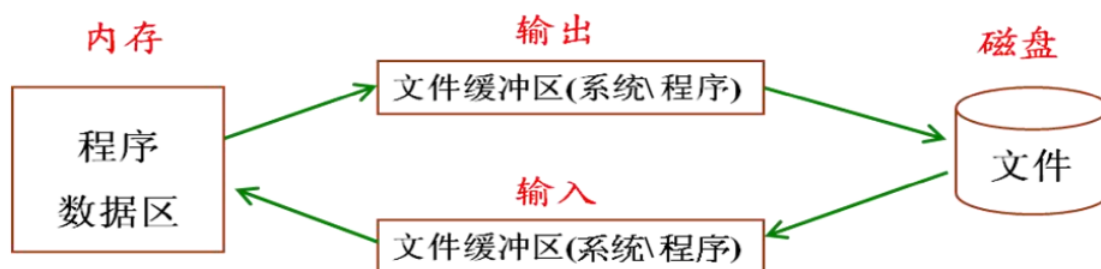 内存
输出
磁盘
文件缓冲区(系统\程序)
程序
数据区
文件
输入
文件缓冲区(系统\程序)